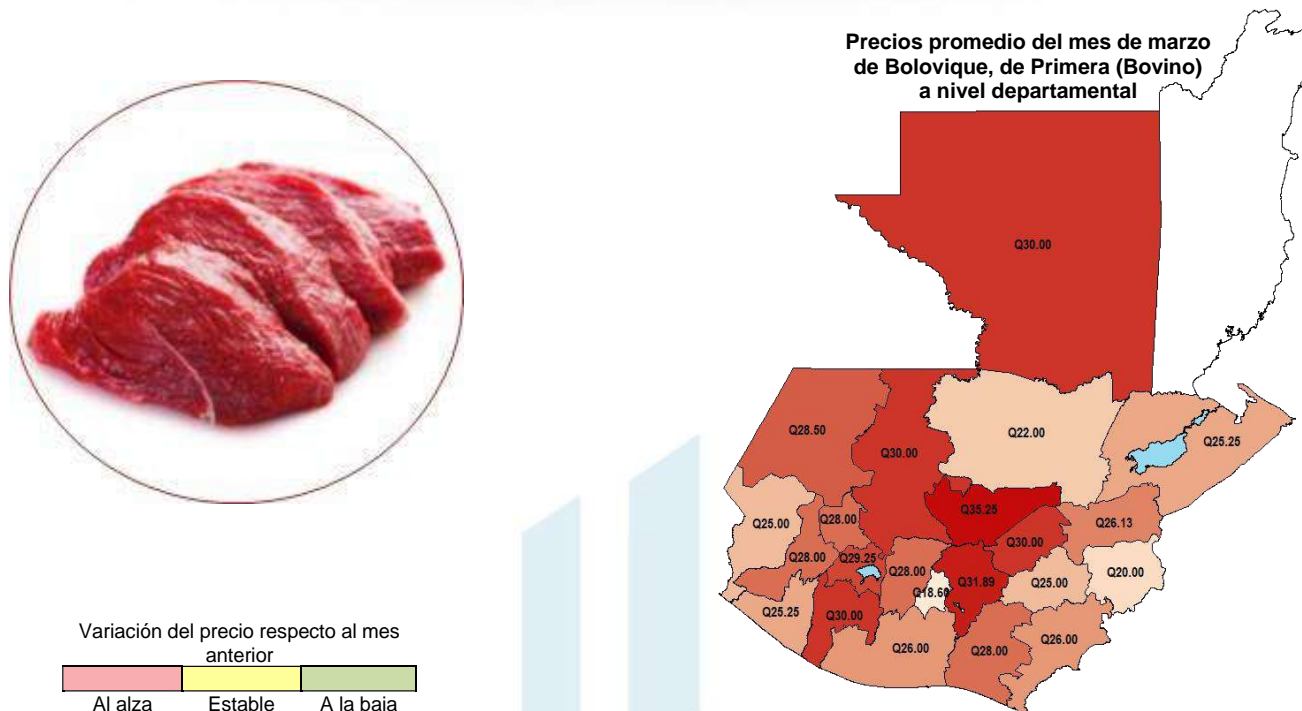 Precios promedio del mes de marzo
de Bolovique, de Primera (Bovino)
a nivel departamental
Q30.00
Q28.50
Q30.00
Q22.00
Q25.25
Q25.00
Q28.00
Q35.25
Q26.13
Q28.00
Q29.25
Q28.00
Q30.00
Q31.89
Q25.00
Q20.00
Q18.60
Q25.25
Q30.00
Q26.00
Q28.00
Q26.00
Variación del precio respecto al mes
anterior
Al alza Estable A la baja